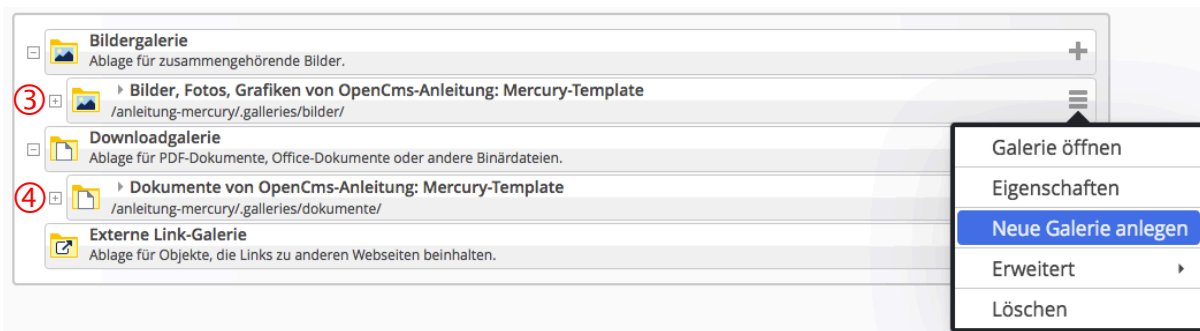 Bildergalerie
Ablage für zusammengehörende Bilder.
③ Bilder, Fotos, Grafiken von OpenCms-Anleitung: Mercury-Template
/anleitung-mercury/.galleries/bilder/
Downloadgalerie
Ablage für PDF-Dokumente, Office-Dokumente oder andere Binärdateien.
④ Dokumente von OpenCms-Anleitung: Mercury-Template
/anleitung-mercury/.galleries/dokumente/
Externe Link-Galerie
Ablage für Objekte, die Links zu anderen Webseiten beinhalten.
Galerie öffnen
Eigenschaften
Neue Galerie anlegen
Erweitert
Löschen